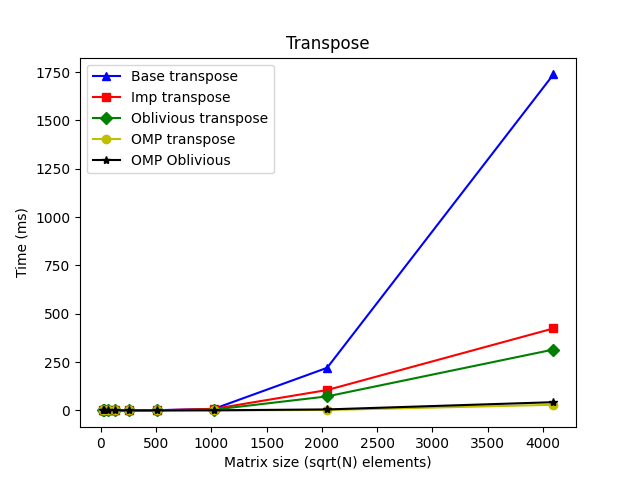 Transpose
Base transpose
Imp transpose
Oblivious transpose
OMP transpose
OMP Oblivious
1750
1500
1250
1000
750
500
250
0
Time (ms)
0 500 1000 1500 2000 2500 3000 3500 4000
Matrix size (sqrt(N) elements)